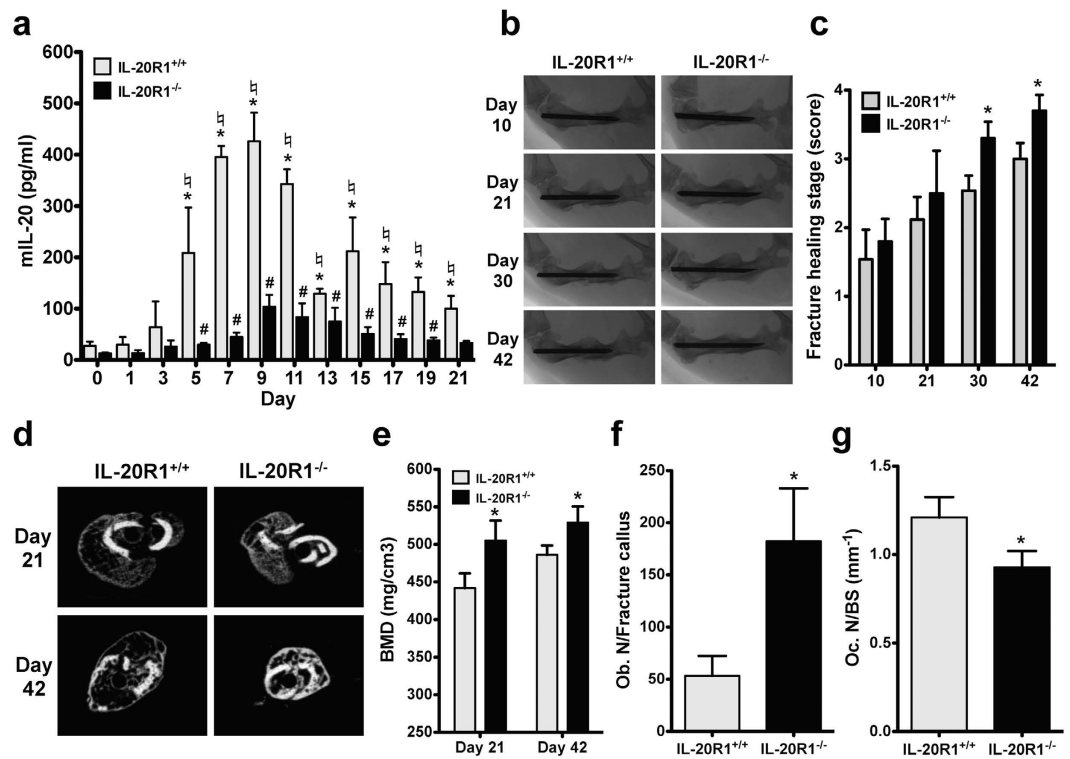 a
600
500
400
300
200
100
0
mIL-20 (pg/ml)
IL-20R1+/+
IL-20R1-/-
♮ ♮ ♮ ♮ ♮ ♮ ♮ ♮ ♮
* * * * * * * * *
# # # # # # # #
0 1 3 5 7 9 11 13 15 17 19 21
Day
b
IL-20R1+/+ IL-20R1-/-
Day
10
Day
21
Day
30
Day
42
c
Fracture healing stage (score)
4
3
2
1
0
IL-20R1+/+
IL-20R1-/-
* *
10 21 30 42
d
IL-20R1+/+ IL-20R1-/-
Day
21
Day
42
e
BMD (mg/cm3)
600
550
500
450
400
350
300
250
IL-20R1+/+
IL-20R1-/-
* *
Day 21 Day 42
f
Ob. N/Fracture callus
250
200
150
100
50
0
*
IL-20R1+/+ IL-20R1-/-
g
Oc. N/BS (mm-1)
1.5
1.0
0.5
0.0
*
IL-20R1+/+ IL-20R1-/-